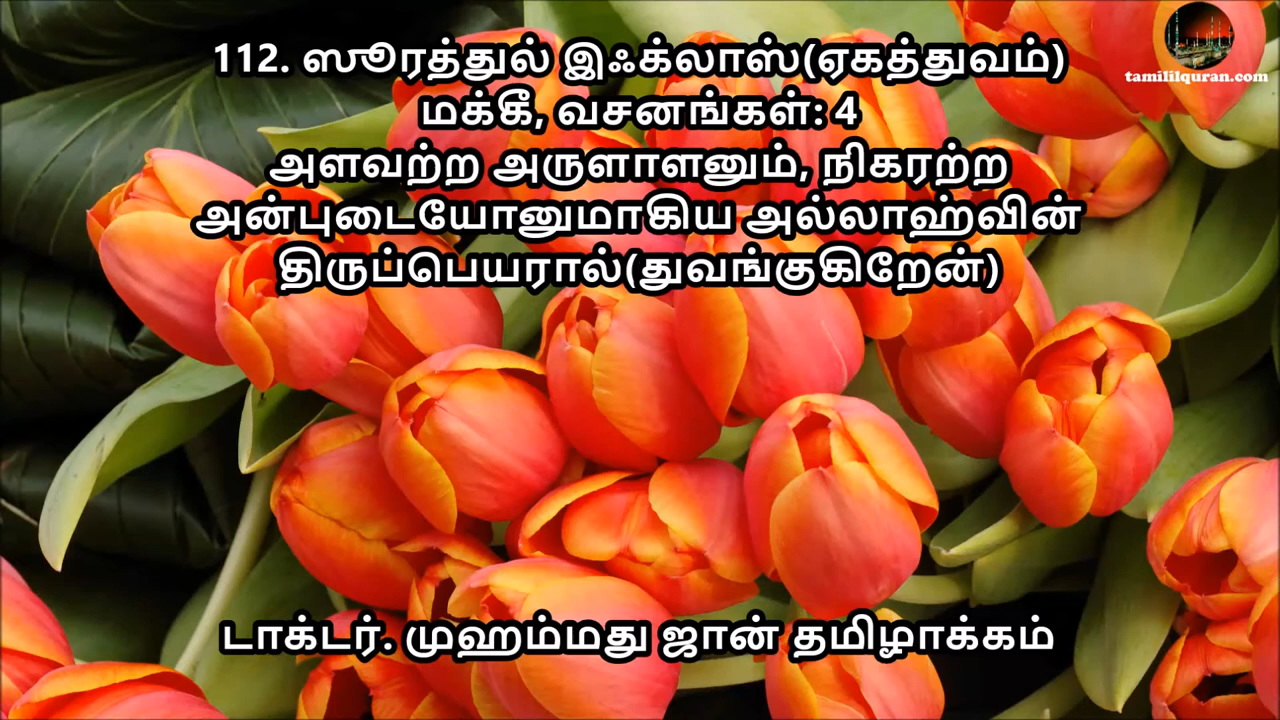 112. ஸூரத்துல் இஃக்லாஸ்(ஏகத்துவம்)
மக்கீ, வசனங்கள்: 4
அளவற்ற அருளாளனும், நிகரற்ற
அன்புடையோனுமாகிய அல்லாஹ்வின்
திருப்பெயரால்(துவங்குகிறேன்)
டாக்டர். முஹம்மது ஜான் தமிழாக்கம்
tamililquran.com